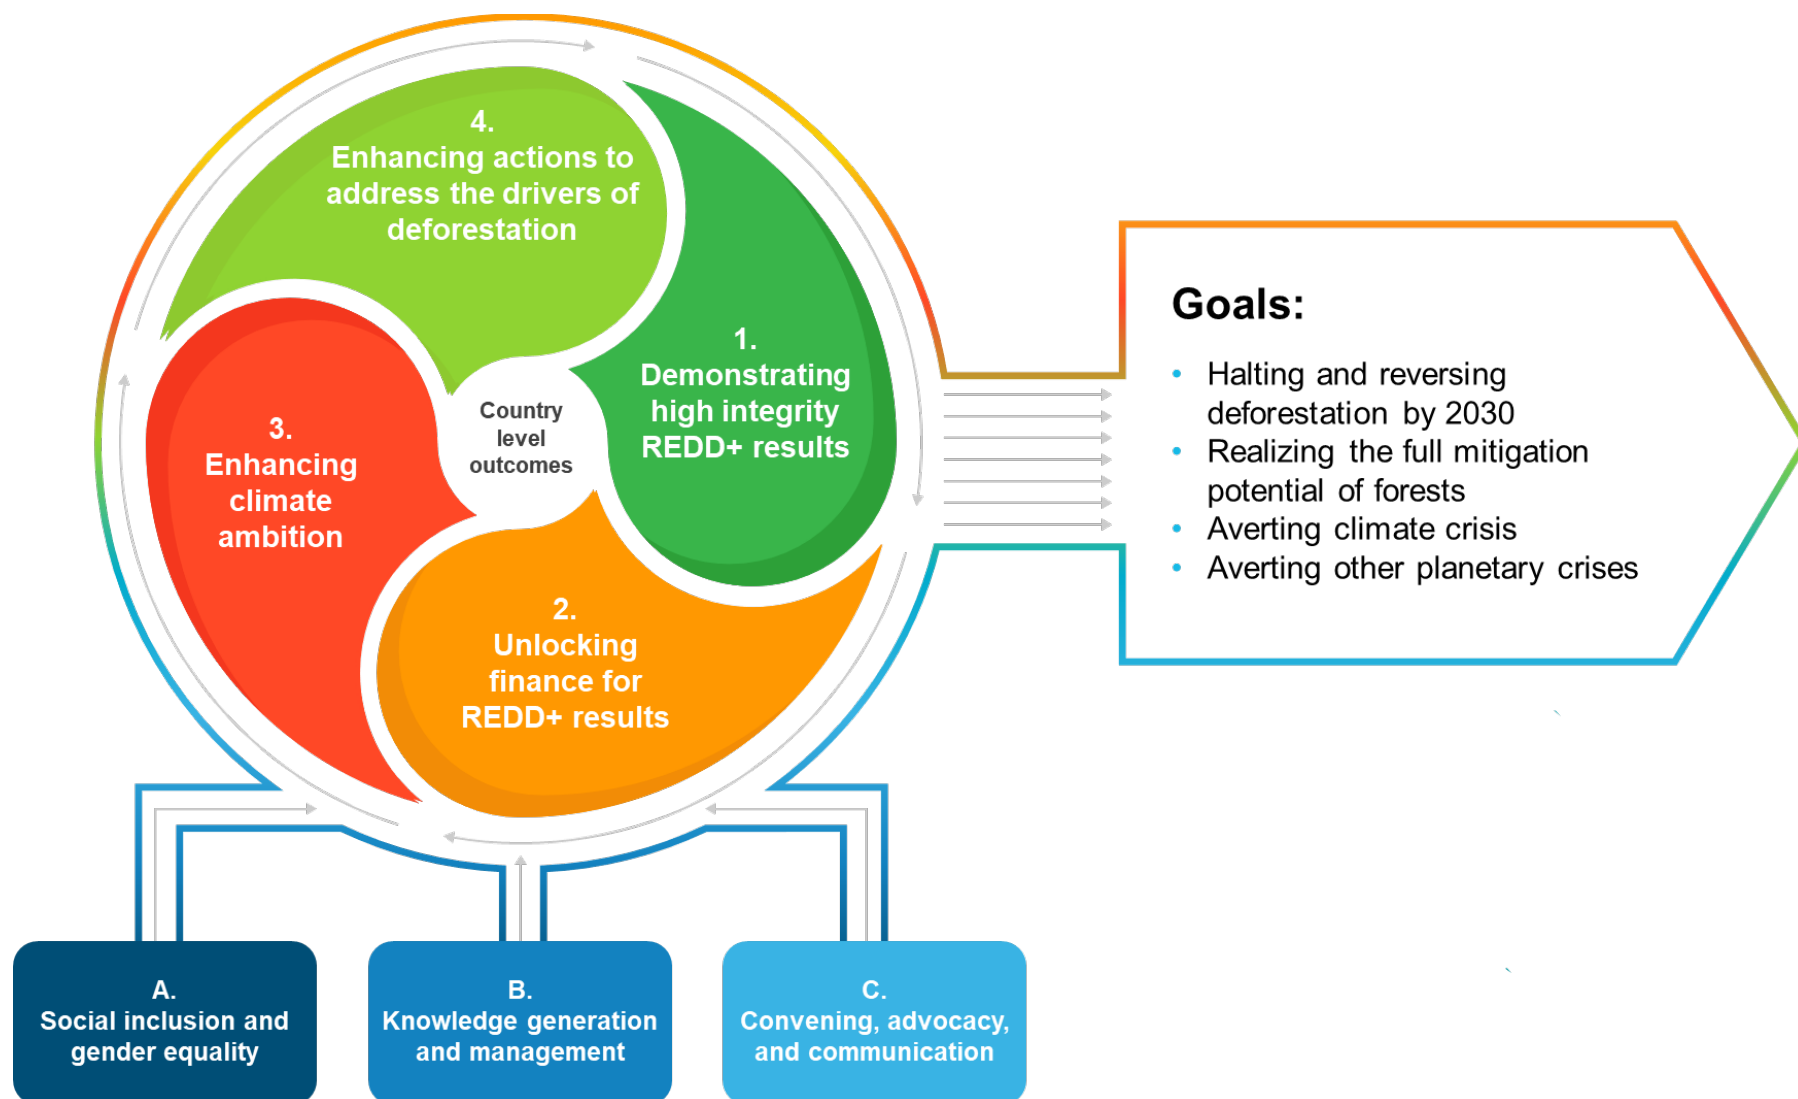 4.
Enhancing actions to
address the drivers of
deforestation
1.
Demonstrating
high integrity
REDD+ results
Country
level
outcomes
3.
Enhancing
climate
ambition
2.
Unlocking
finance for
REDD+ results
Goals:
• Halting and reversing
deforestation by 2030
• Realizing the full mitigation
potential of forests
• Averting climate crisis
• Averting other planetary crises
A.
Social inclusion and
gender equality
B.
Knowledge generation
and management
C.
Convening, advocacy,
and communication